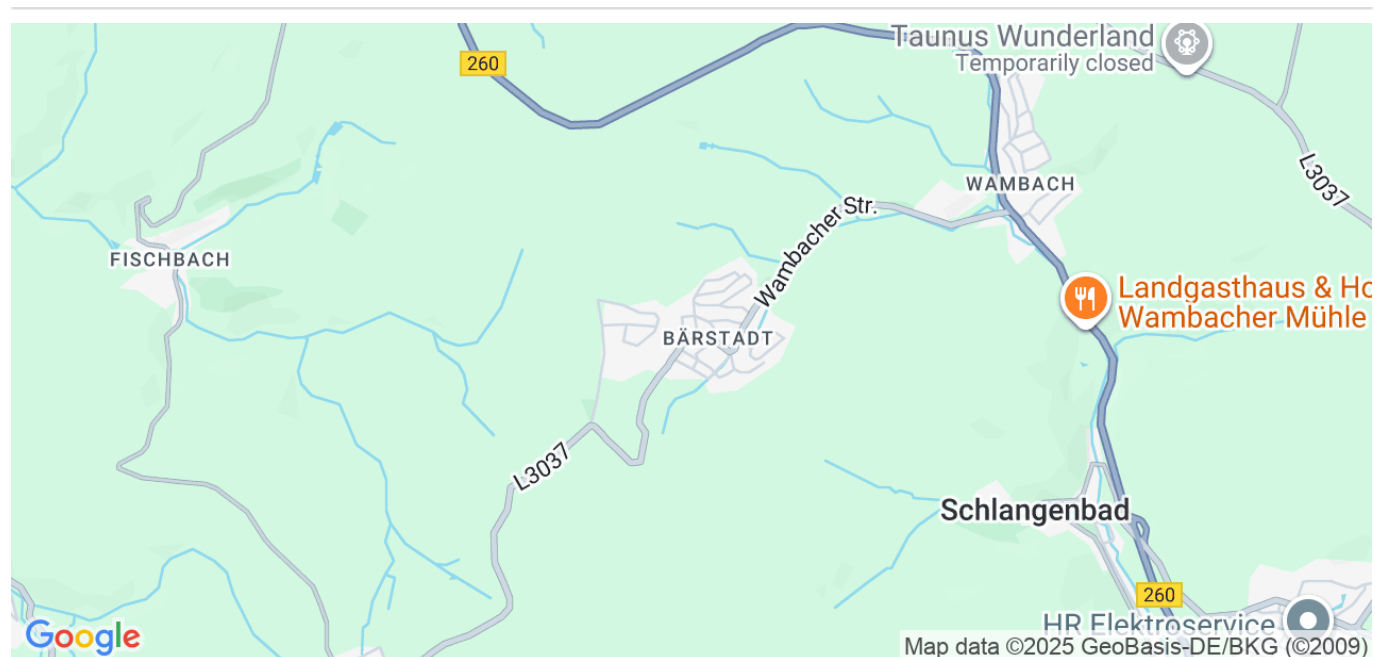 Taunus Wunderland
Temporarily closed
260
L3037
WAMBACH
Wambacher Str.
FISCHBACH
Landgasthaus & Ho
Wambacher Mühle
BÄRSTADT
L3037
Schlangenbad
260
HR Elektroservice
Google
Map data ©2025 GeoBasis-DE/BKG (©2009)